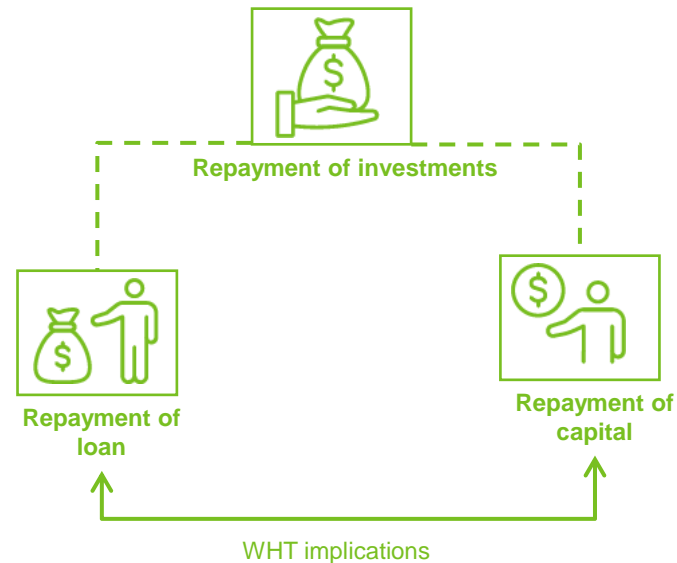 $
Repayment of investments
$
$
Repayment of
loan
Repayment of
capital
WHT implications